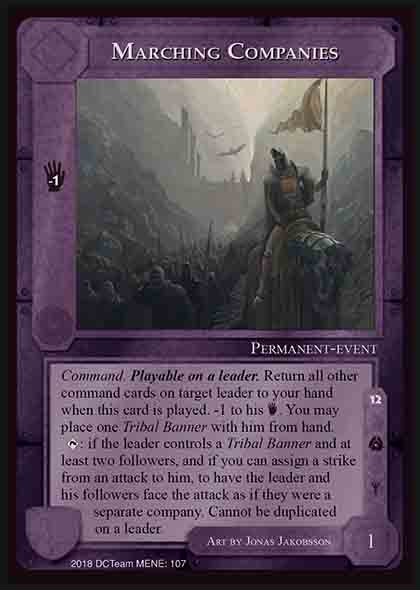 MARCHING COMPANIES
-1
PERMANENT-EVENT
Command. Playable on a leader. Return all other
command cards on target leader to your hand
when this card is played. -1 to his . You may
place one Tribal Banner with him from hand.
: if the leader controls a Tribal Banner and at
least two followers, and if you can assign a strike
from an attack to him, to have the leader and
his followers face the attack as if they were a
separate company. Cannot be duplicated
on a leader.
12
ART BY JONAS JAKOBSSON
1
2018 DCTeam MENE: 107